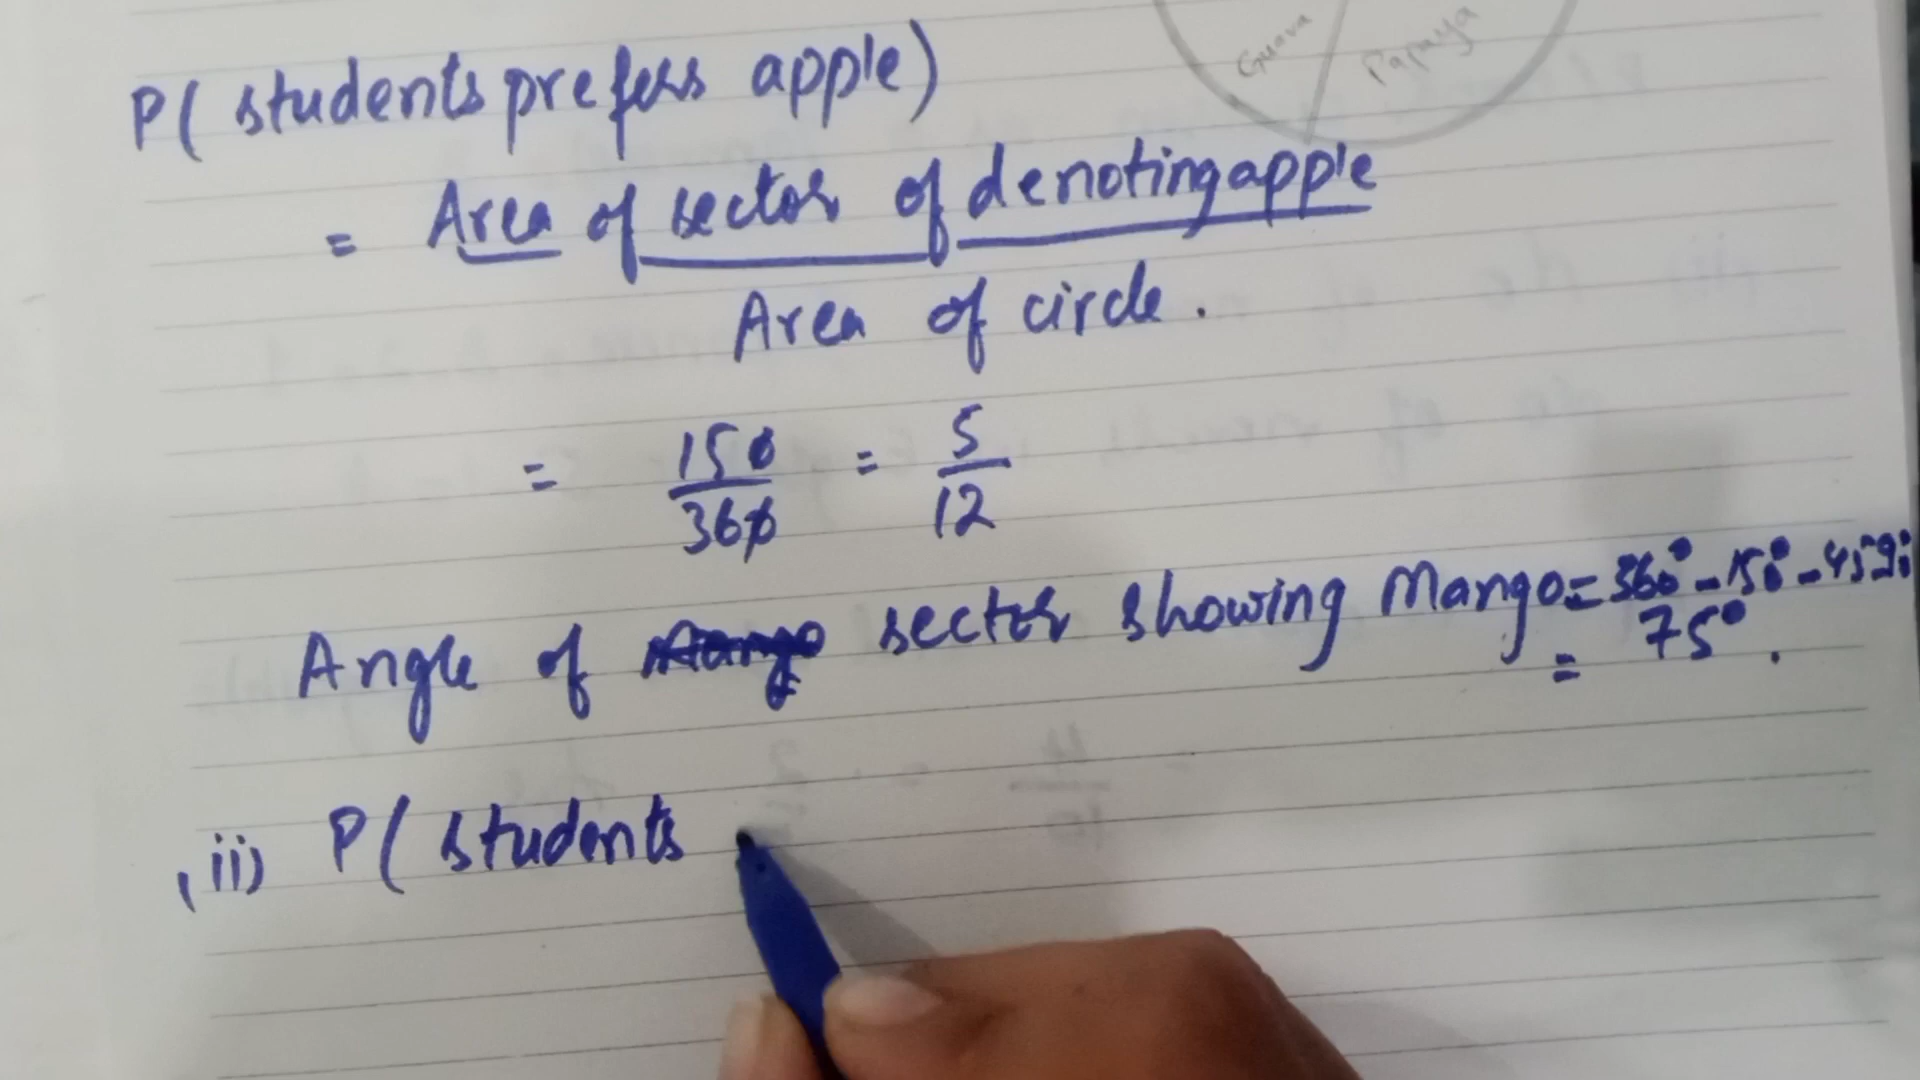 Guava Papaya
P( students prefers apple)
= Area of sector of denoting apple
Area of circle.
= 150/360 = 5/12
Angle of sector showing Mango = 360° - 150° - 45° - 90°
= 75°.
ii) P( students